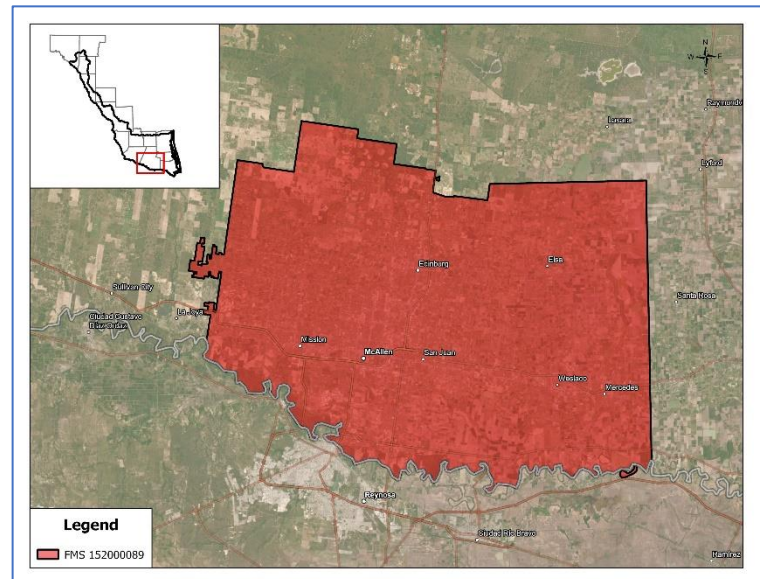 N
W E
S
Raymondv
Lasara
Lyford
Edinburg
Elsa
Sullivan City
Santa Rosa
La Joya
Ciudad Gustavo
Díaz Ordaz
Mission
McAllen
San Juan
Weslaco
Mercedes
Reynosa
Ciudad Río Bravo
Ramirez
Legend
FMS 152000089